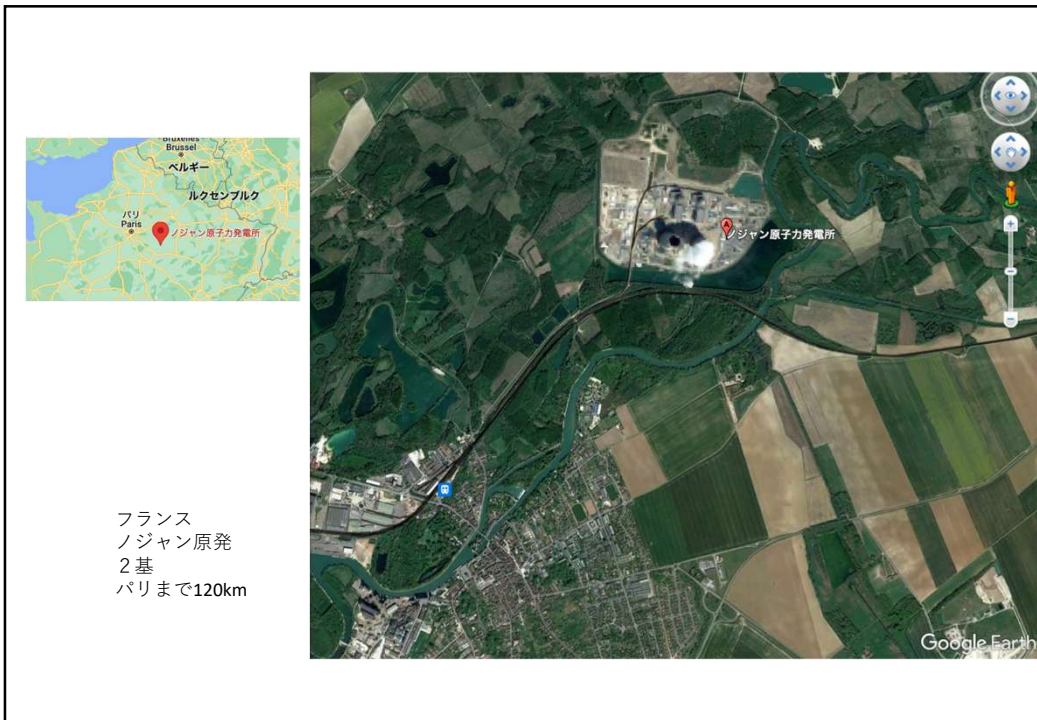 Bruxelles
Brussel
ベルギー
ルクセンブルク
パリ
Paris
ノジャン原子力発電所
A
ノジャン原子力発電所
フランス
ノジャン原発
２基
パリまで120km
Google Earth